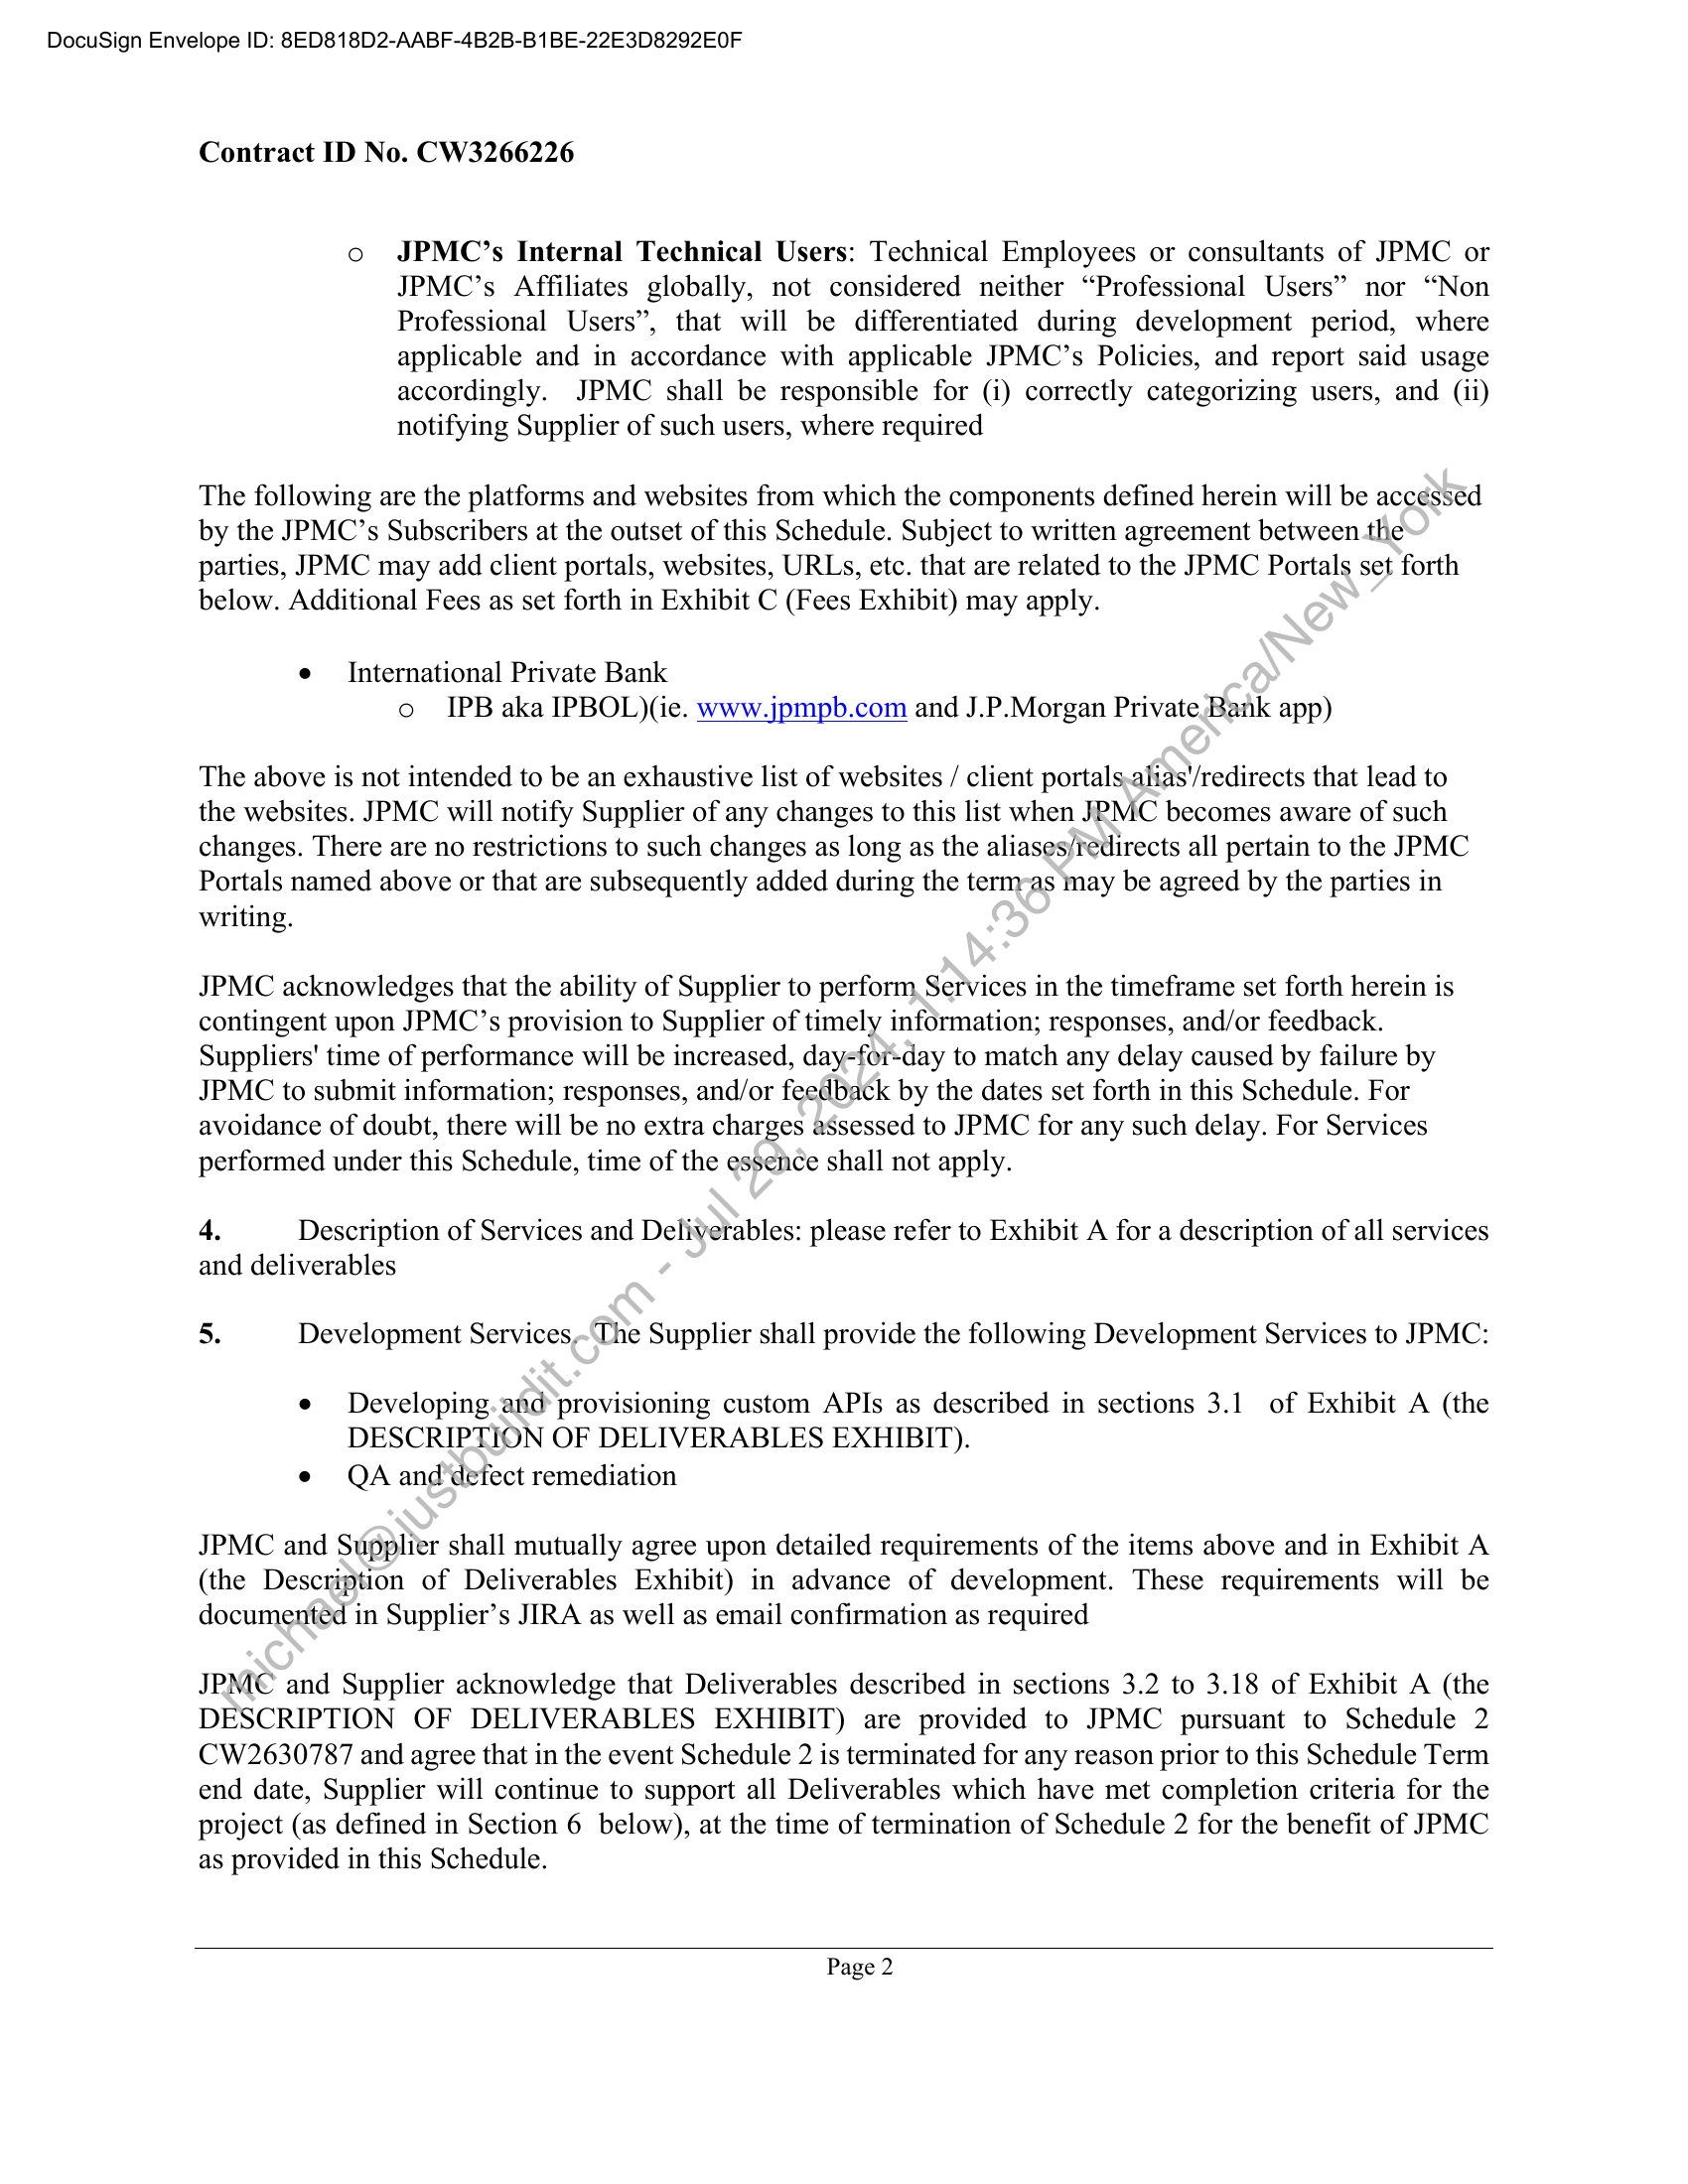 DocuSign Envelope ID: 8ED818D2-AABF-4B2B-B1BE-22E3D8292E0F
Contract ID No. CW3266226
o JPMC’s Internal Technical Users: Technical Employees or consultants of JPMC or
JPMC’s Affiliates globally, not considered neither “Professional Users” nor “Non
Professional Users”, that will be differentiated during development period, where
applicable and in accordance with applicable JPMC’s Policies, and report said usage
accordingly. JPMC shall be responsible for (i) correctly categorizing users, and (ii)
notifying Supplier of such users, where required
The following are the platforms and websites from which the components defined herein will be accessed
by the JPMC’s Subscribers at the outset of this Schedule. Subject to written agreement between the
parties, JPMC may add client portals, websites, URLs, etc. that are related to the JPMC Portals set forth
below. Additional Fees as set forth in Exhibit C (Fees Exhibit) may apply.
• International Private Bank
o IPB aka IPBOL)(ie. www.jpmpb.com and J.P.Morgan Private Bank app)
The above is not intended to be an exhaustive list of websites / client portals alias'/redirects that lead to
the websites. JPMC will notify Supplier of any changes to this list when JPMC becomes aware of such
changes. There are no restrictions to such changes as long as the aliases/redirects all pertain to the JPMC
Portals named above or that are subsequently added during the term as may be agreed by the parties in
writing.
JPMC acknowledges that the ability of Supplier to perform Services in the timeframe set forth herein is
contingent upon JPMC’s provision to Supplier of timely information; responses, and/or feedback.
Suppliers' time of performance will be increased, day-for-day to match any delay caused by failure by
JPMC to submit information; responses, and/or feedback by the dates set forth in this Schedule. For
avoidance of doubt, there will be no extra charges assessed to JPMC for any such delay. For Services
performed under this Schedule, time of the essence shall not apply.
4. Description of Services and Deliverables: please refer to Exhibit A for a description of all services
and deliverables
5. Development Services. The Supplier shall provide the following Development Services to JPMC:
• Developing and provisioning custom APIs as described in sections 3.1 of Exhibit A (the
DESCRIPTION OF DELIVERABLES EXHIBIT).
• QA and defect remediation
JPMC and Supplier shall mutually agree upon detailed requirements of the items above and in Exhibit A
(the Description of Deliverables Exhibit) in advance of development. These requirements will be
documented in Supplier’s JIRA as well as email confirmation as required
JPMC and Supplier acknowledge that Deliverables described in sections 3.2 to 3.18 of Exhibit A (the
DESCRIPTION OF DELIVERABLES EXHIBIT) are provided to JPMC pursuant to Schedule 2
CW2630787 and agree that in the event Schedule 2 is terminated for any reason prior to this Schedule Term
end date, Supplier will continue to support all Deliverables which have met completion criteria for the
project (as defined in Section 6 below), at the time of termination of Schedule 2 for the benefit of JPMC
as provided in this Schedule.
Page 2
michael@justbuildit.com - Jul 29, 2024, 1:14:36 PM America/New_York